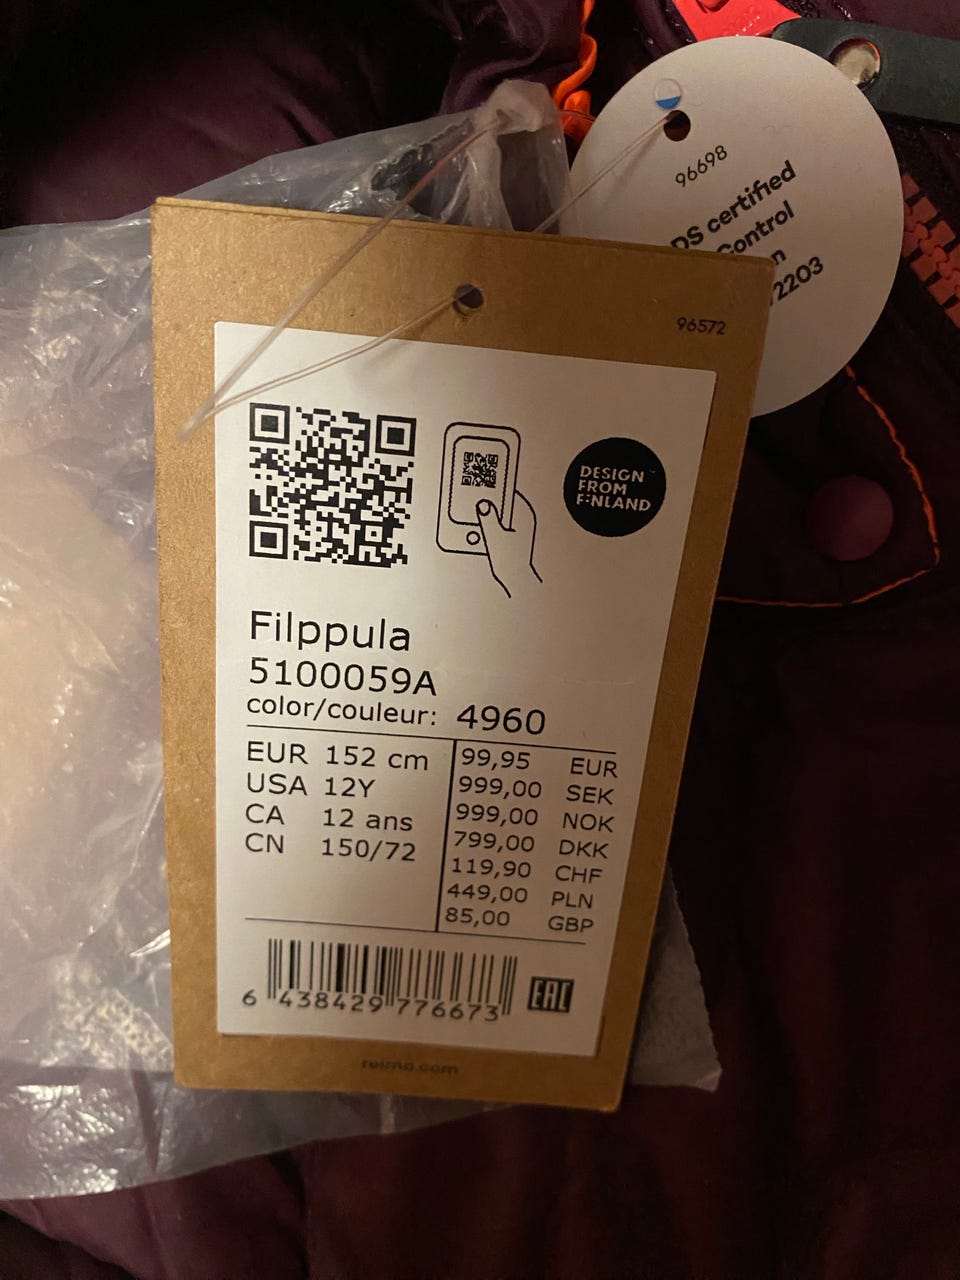 96698
DS certified
Control
n
2203
96572
DESIGN
FROM
FINLAND
Filppula
5100059A
color/couleur: 4960
EUR 152 cm
USA 12Y
CA 12 ans
CN 150/72
99,95 EUR
999,00 SEK
999,00 NOK
799,00 DKK
119,90 CHF
449,00 PLN
85,00 GBP
6 438429 776673
EAC
reima.com